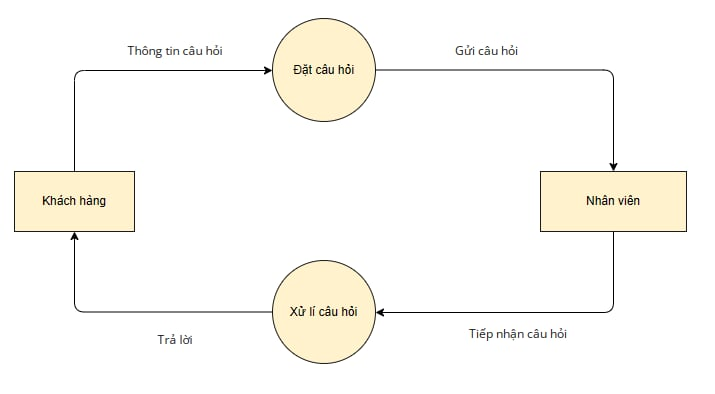 Thông tin câu hỏi
Đặt câu hỏi
Gửi câu hỏi
Khách hàng
Nhân viên
Xử lí câu hỏi
Trả lời
Tiếp nhận câu hỏi